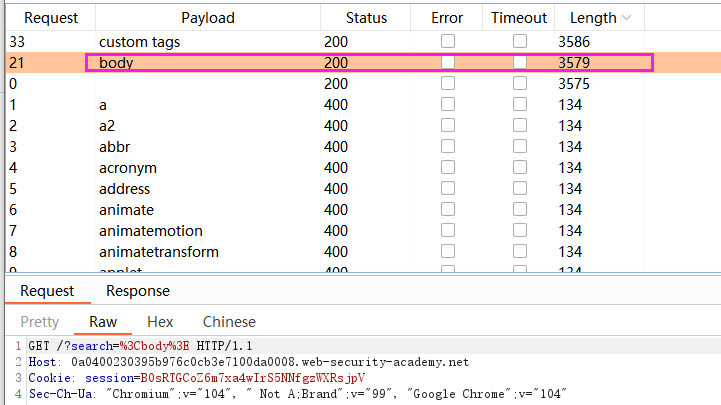 Request Payload Status Error Timeout Length
33 custom tags 200 3586
21 body 200 3579
0 200 3575
1 a 400 134
2 a2 400 134
3 abbr 400 134
4 acronym 400 134
5 address 400 134
6 animate 400 134
7 animatemotion 400 134
8 animatetransform 400 134
9 applet 400 134
Request Response
Pretty Raw Hex Chinese
1 GET /?search=%3Cbody%3E HTTP/1.1
2 Host: 0a0400230395b976c0cb3e7100da0008.web-security-academy.net
3 Cookie: session=B0sRTGCoZ6m7xa4wIrS5NNfgzWXRsjpV
4 Sec-Ch-Ua: "Chromium";v="104", " Not A;Brand";v="99", "Google Chrome";v="104"